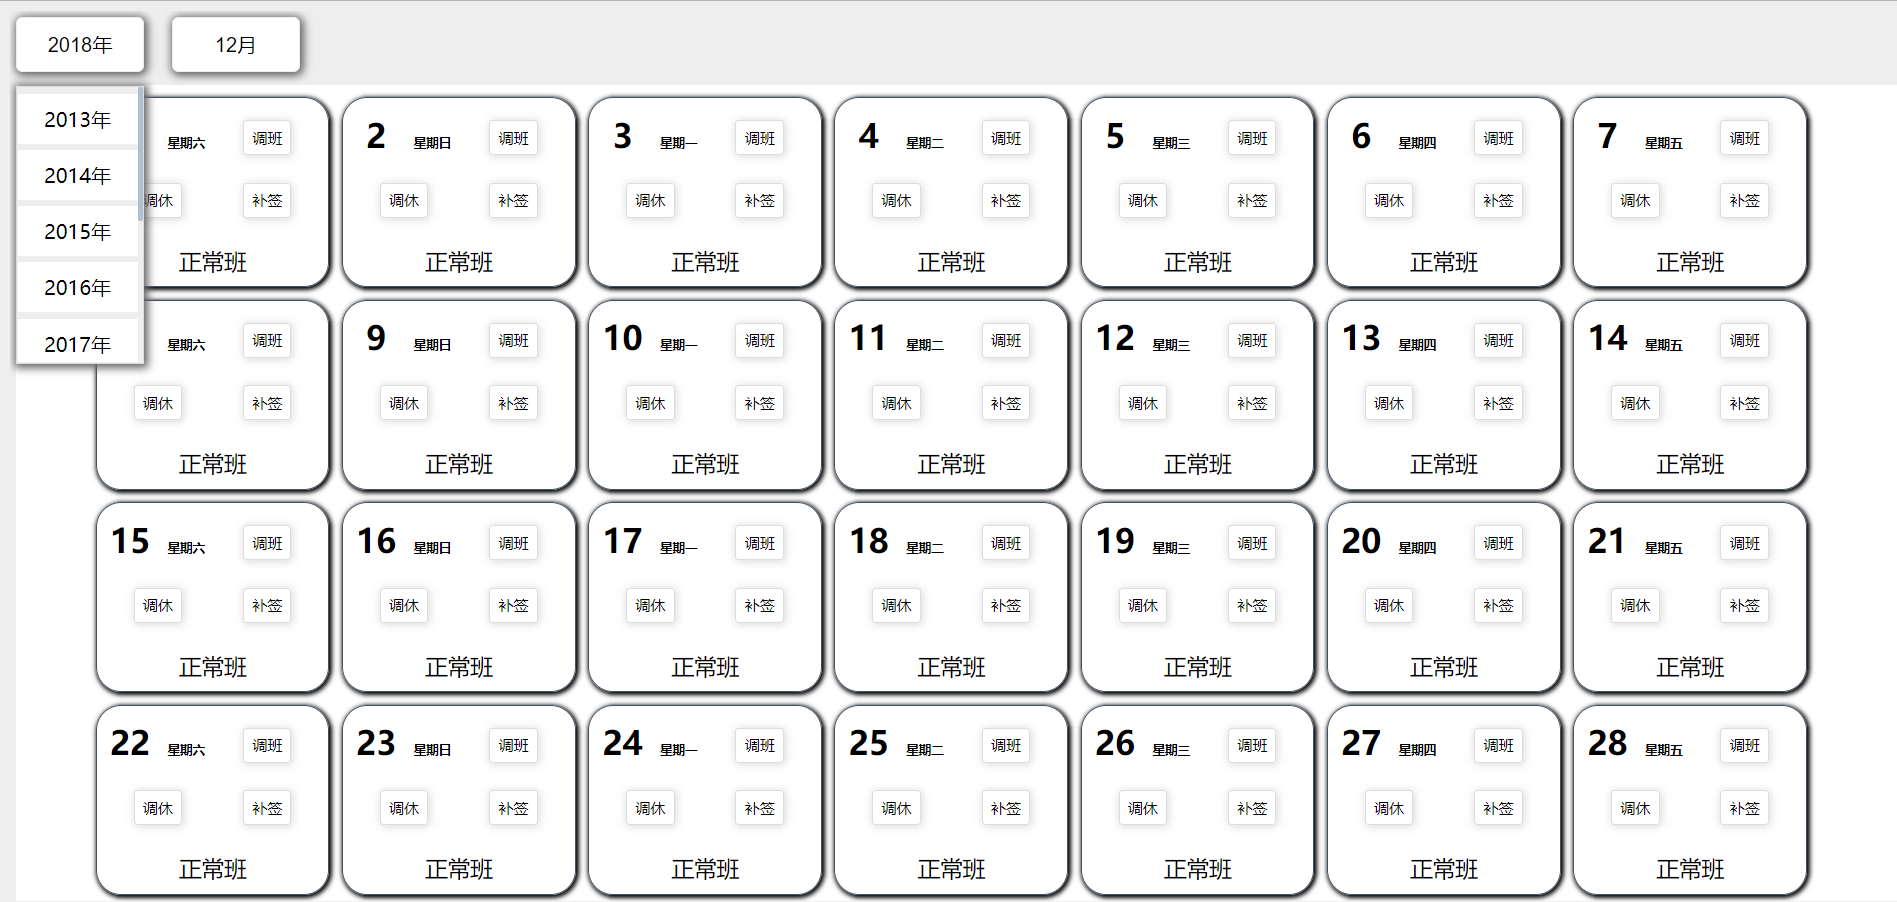 2018年 12月
2013年
2014年
2015年
2016年
2017年
星期六 调班 2 星期日 调班 3 星期一 调班 4 星期二 调班 5 星期三 调班 6 星期四 调班 7 星期五 调班
调休 补签 调休 补签 调休 补签 调休 补签 调休 补签 调休 补签 调休 补签
正常班 正常班 正常班 正常班 正常班 正常班 正常班
星期六 调班 9 星期日 调班 10 星期一 调班 11 星期二 调班 12 星期三 调班 13 星期四 调班 14 星期五 调班
调休 补签 调休 补签 调休 补签 调休 补签 调休 补签 调休 补签 调休 补签
正常班 正常班 正常班 正常班 正常班 正常班 正常班
15 星期六 调班 16 星期日 调班 17 星期一 调班 18 星期二 调班 19 星期三 调班 20 星期四 调班 21 星期五 调班
调休 补签 调休 补签 调休 补签 调休 补签 调休 补签 调休 补签 调休 补签
正常班 正常班 正常班 正常班 正常班 正常班 正常班
22 星期六 调班 23 星期日 调班 24 星期一 调班 25 星期二 调班 26 星期三 调班 27 星期四 调班 28 星期五 调班
调休 补签 调休 补签 调休 补签 调休 补签 调休 补签 调休 补签 调休 补签
正常班 正常班 正常班 正常班 正常班 正常班 正常班